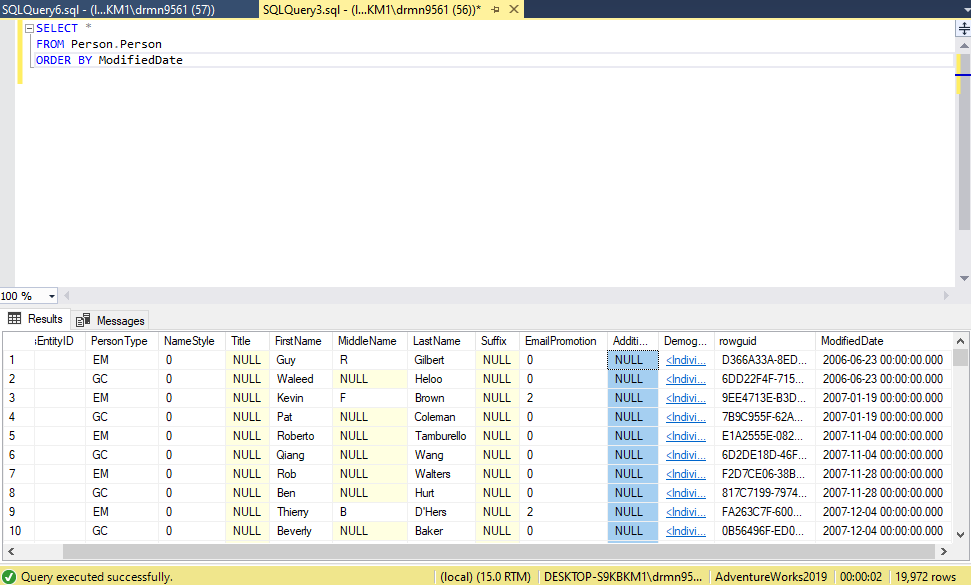 SQLQuery6.sql - (l...KM1\drmn9561 (57)) SQLQuery3.sql - (l...KM1\drmn9561 (56))*
SELECT *
FROM Person.Person
ORDER BY ModifiedDate
100 %
Results Messages
EntityID PersonType NameStyle Title FirstName MiddleName LastName Suffix EmailPromotion Additi... Demog... rowguid ModifiedDate
1 EM 0 NULL Guy R Gilbert NULL 0 NULL <Indivi... D366A33A-8ED... 2006-06-23 00:00:00.000
2 GC 0 NULL Waleed NULL Heloo NULL 0 NULL <Indivi... 6DD22F4F-715... 2006-06-23 00:00:00.000
3 EM 0 NULL Kevin F Brown NULL 2 NULL <Indivi... 9EE4713E-B3D... 2007-01-19 00:00:00.000
4 GC 0 NULL Pat NULL Coleman NULL 0 NULL <Indivi... 7B9C955F-62A... 2007-01-19 00:00:00.000
5 EM 0 NULL Roberto NULL Tamburello NULL 0 NULL <Indivi... E1A2555E-082... 2007-11-04 00:00:00.000
6 GC 0 NULL Qiang NULL Wang NULL 0 NULL <Indivi... 6D2DE18D-46F... 2007-11-04 00:00:00.000
7 EM 0 NULL Rob NULL Walters NULL 0 NULL <Indivi... F2D7CE06-38B... 2007-11-28 00:00:00.000
8 GC 0 NULL Ben NULL Hurt NULL 0 NULL <Indivi... 817C7199-7974... 2007-11-28 00:00:00.000
9 EM 0 NULL Thierry B D'Hers NULL 2 NULL <Indivi... FA263C7F-600... 2007-12-04 00:00:00.000
10 GC 0 NULL Beverly NULL Baker NULL 0 NULL <Indivi... 0B56496F-ED0... 2007-12-04 00:00:00.000
Query executed successfully. (local) (15.0 RTM) DESKTOP-S9KBKM1\drmn95... AdventureWorks2019 00:00:02 19,972 rows